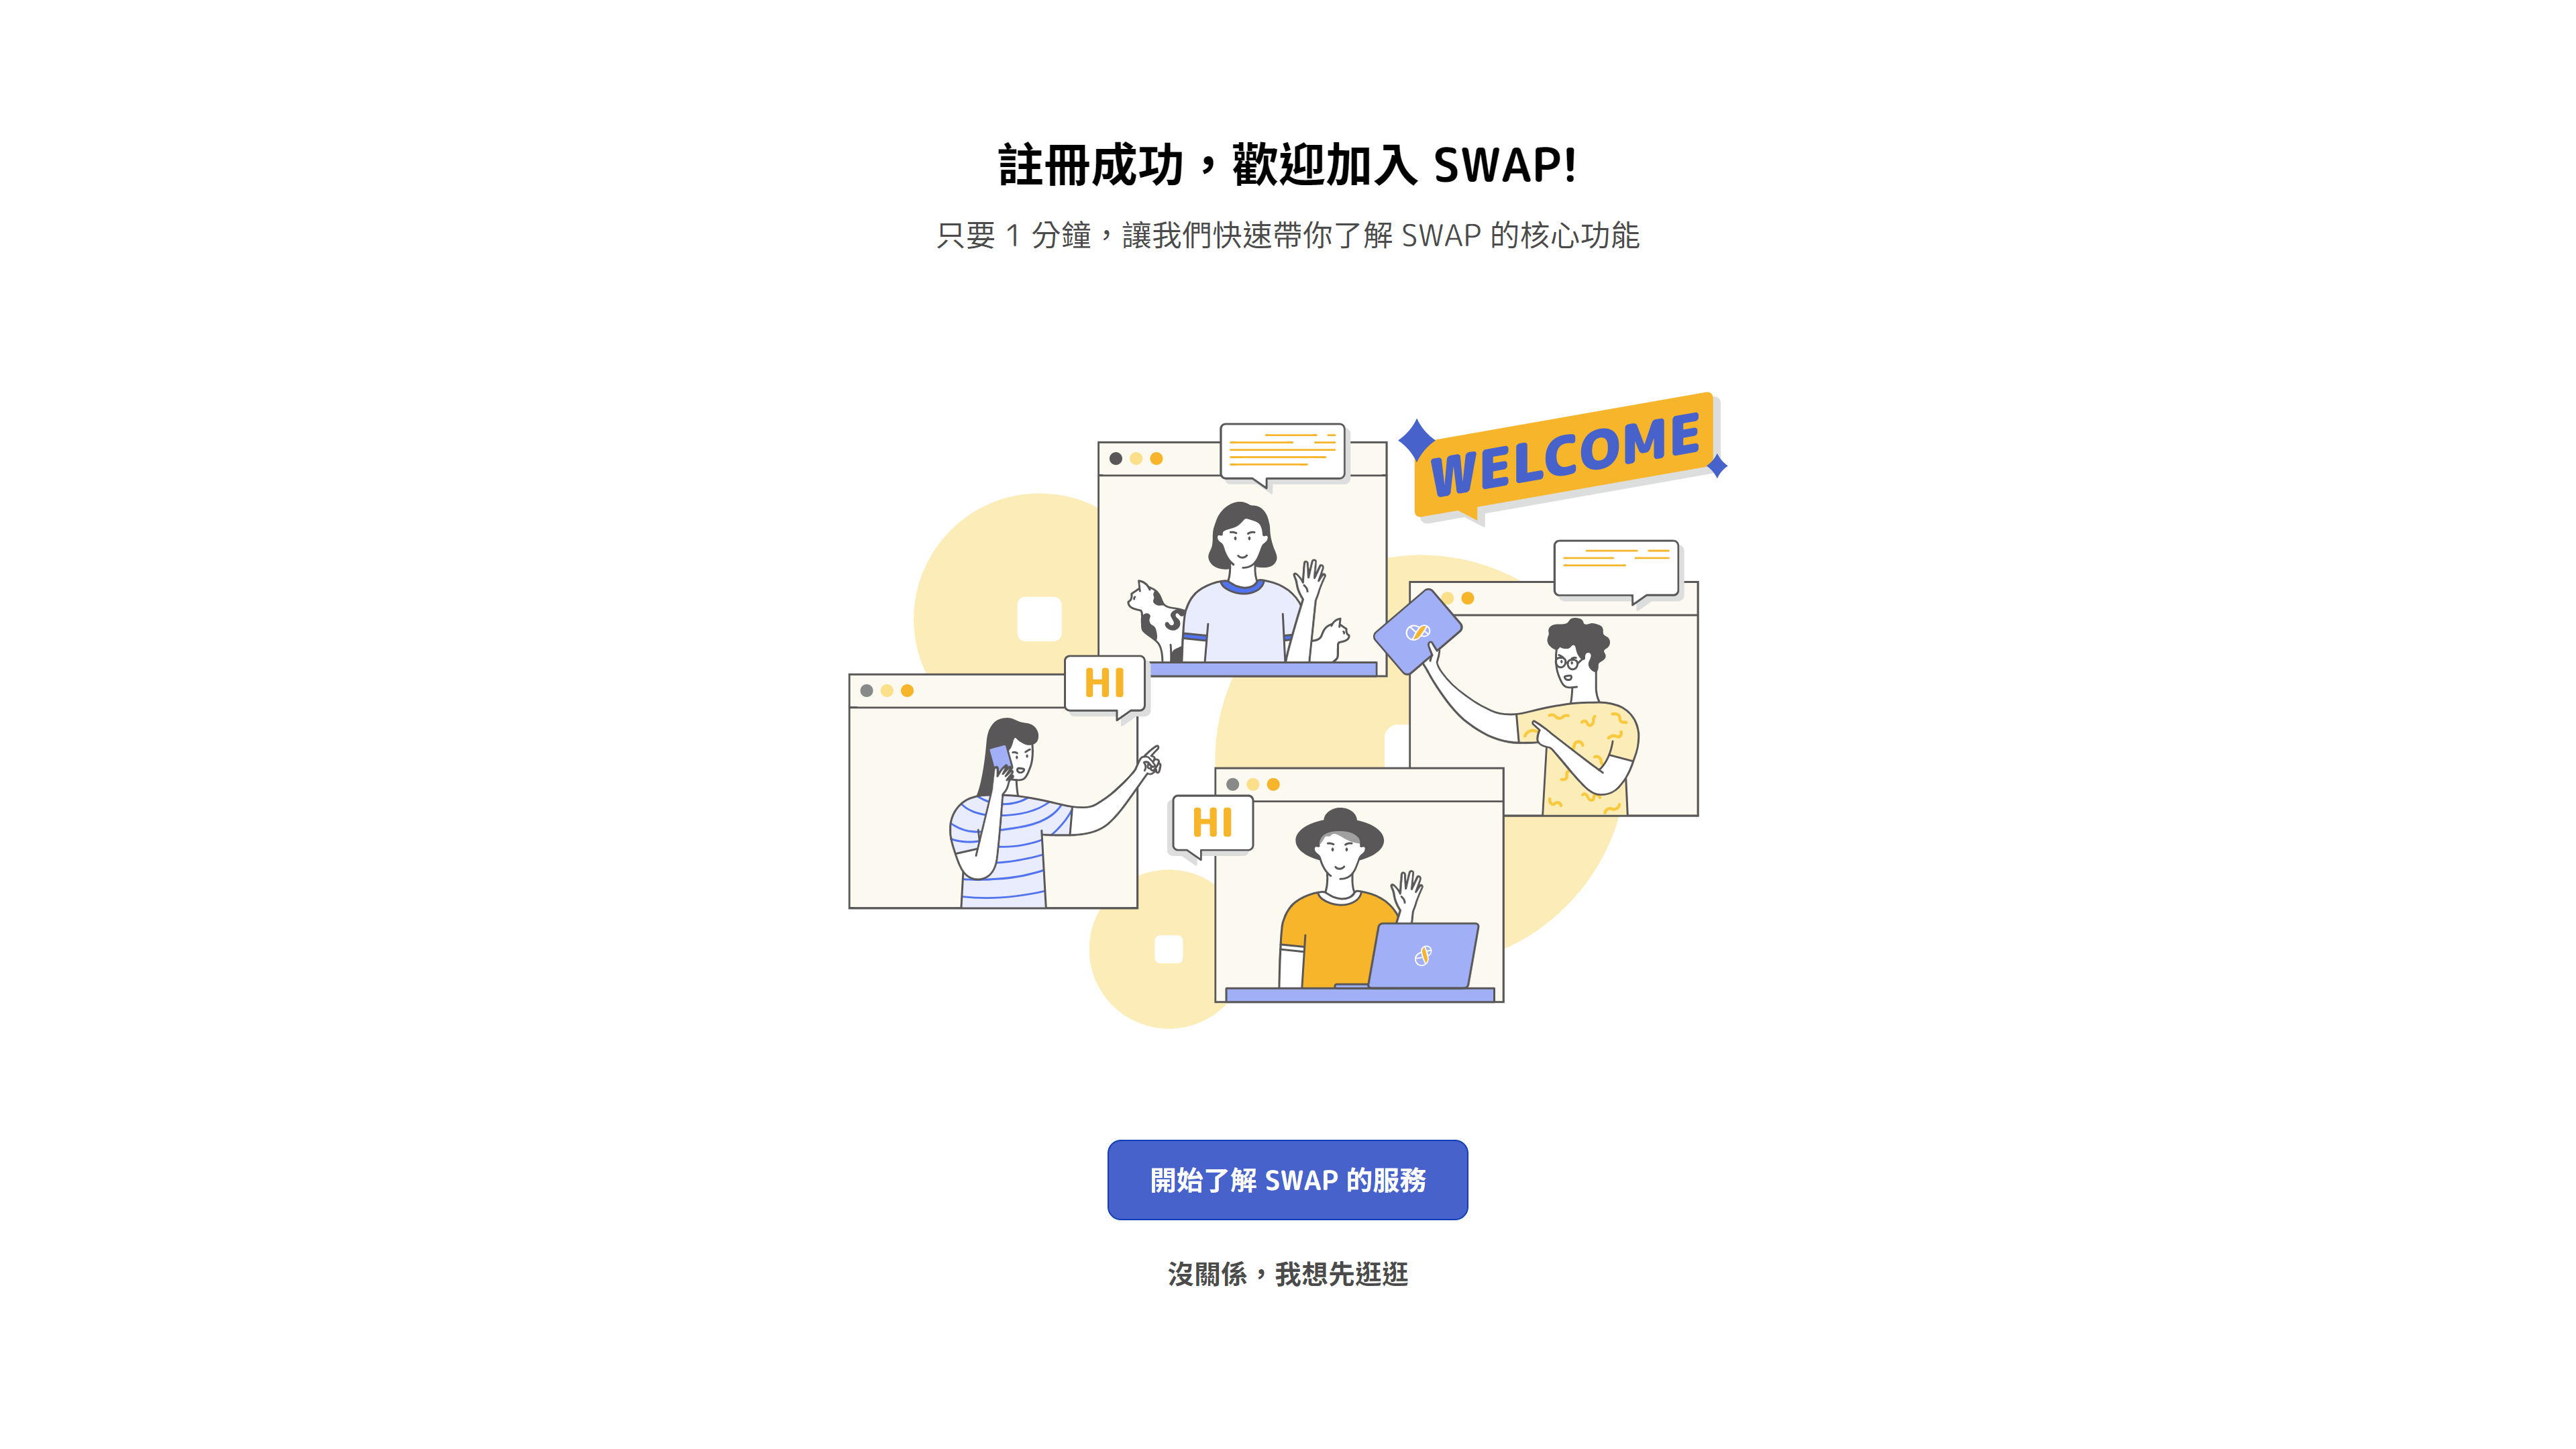 註冊成功，歡迎加入 SWAP!
只要 1 分鐘，讓我們快速帶你了解 SWAP 的核心功能
WELCOME
HI
HI
開始了解 SWAP 的服務
沒關係，我想先逛逛